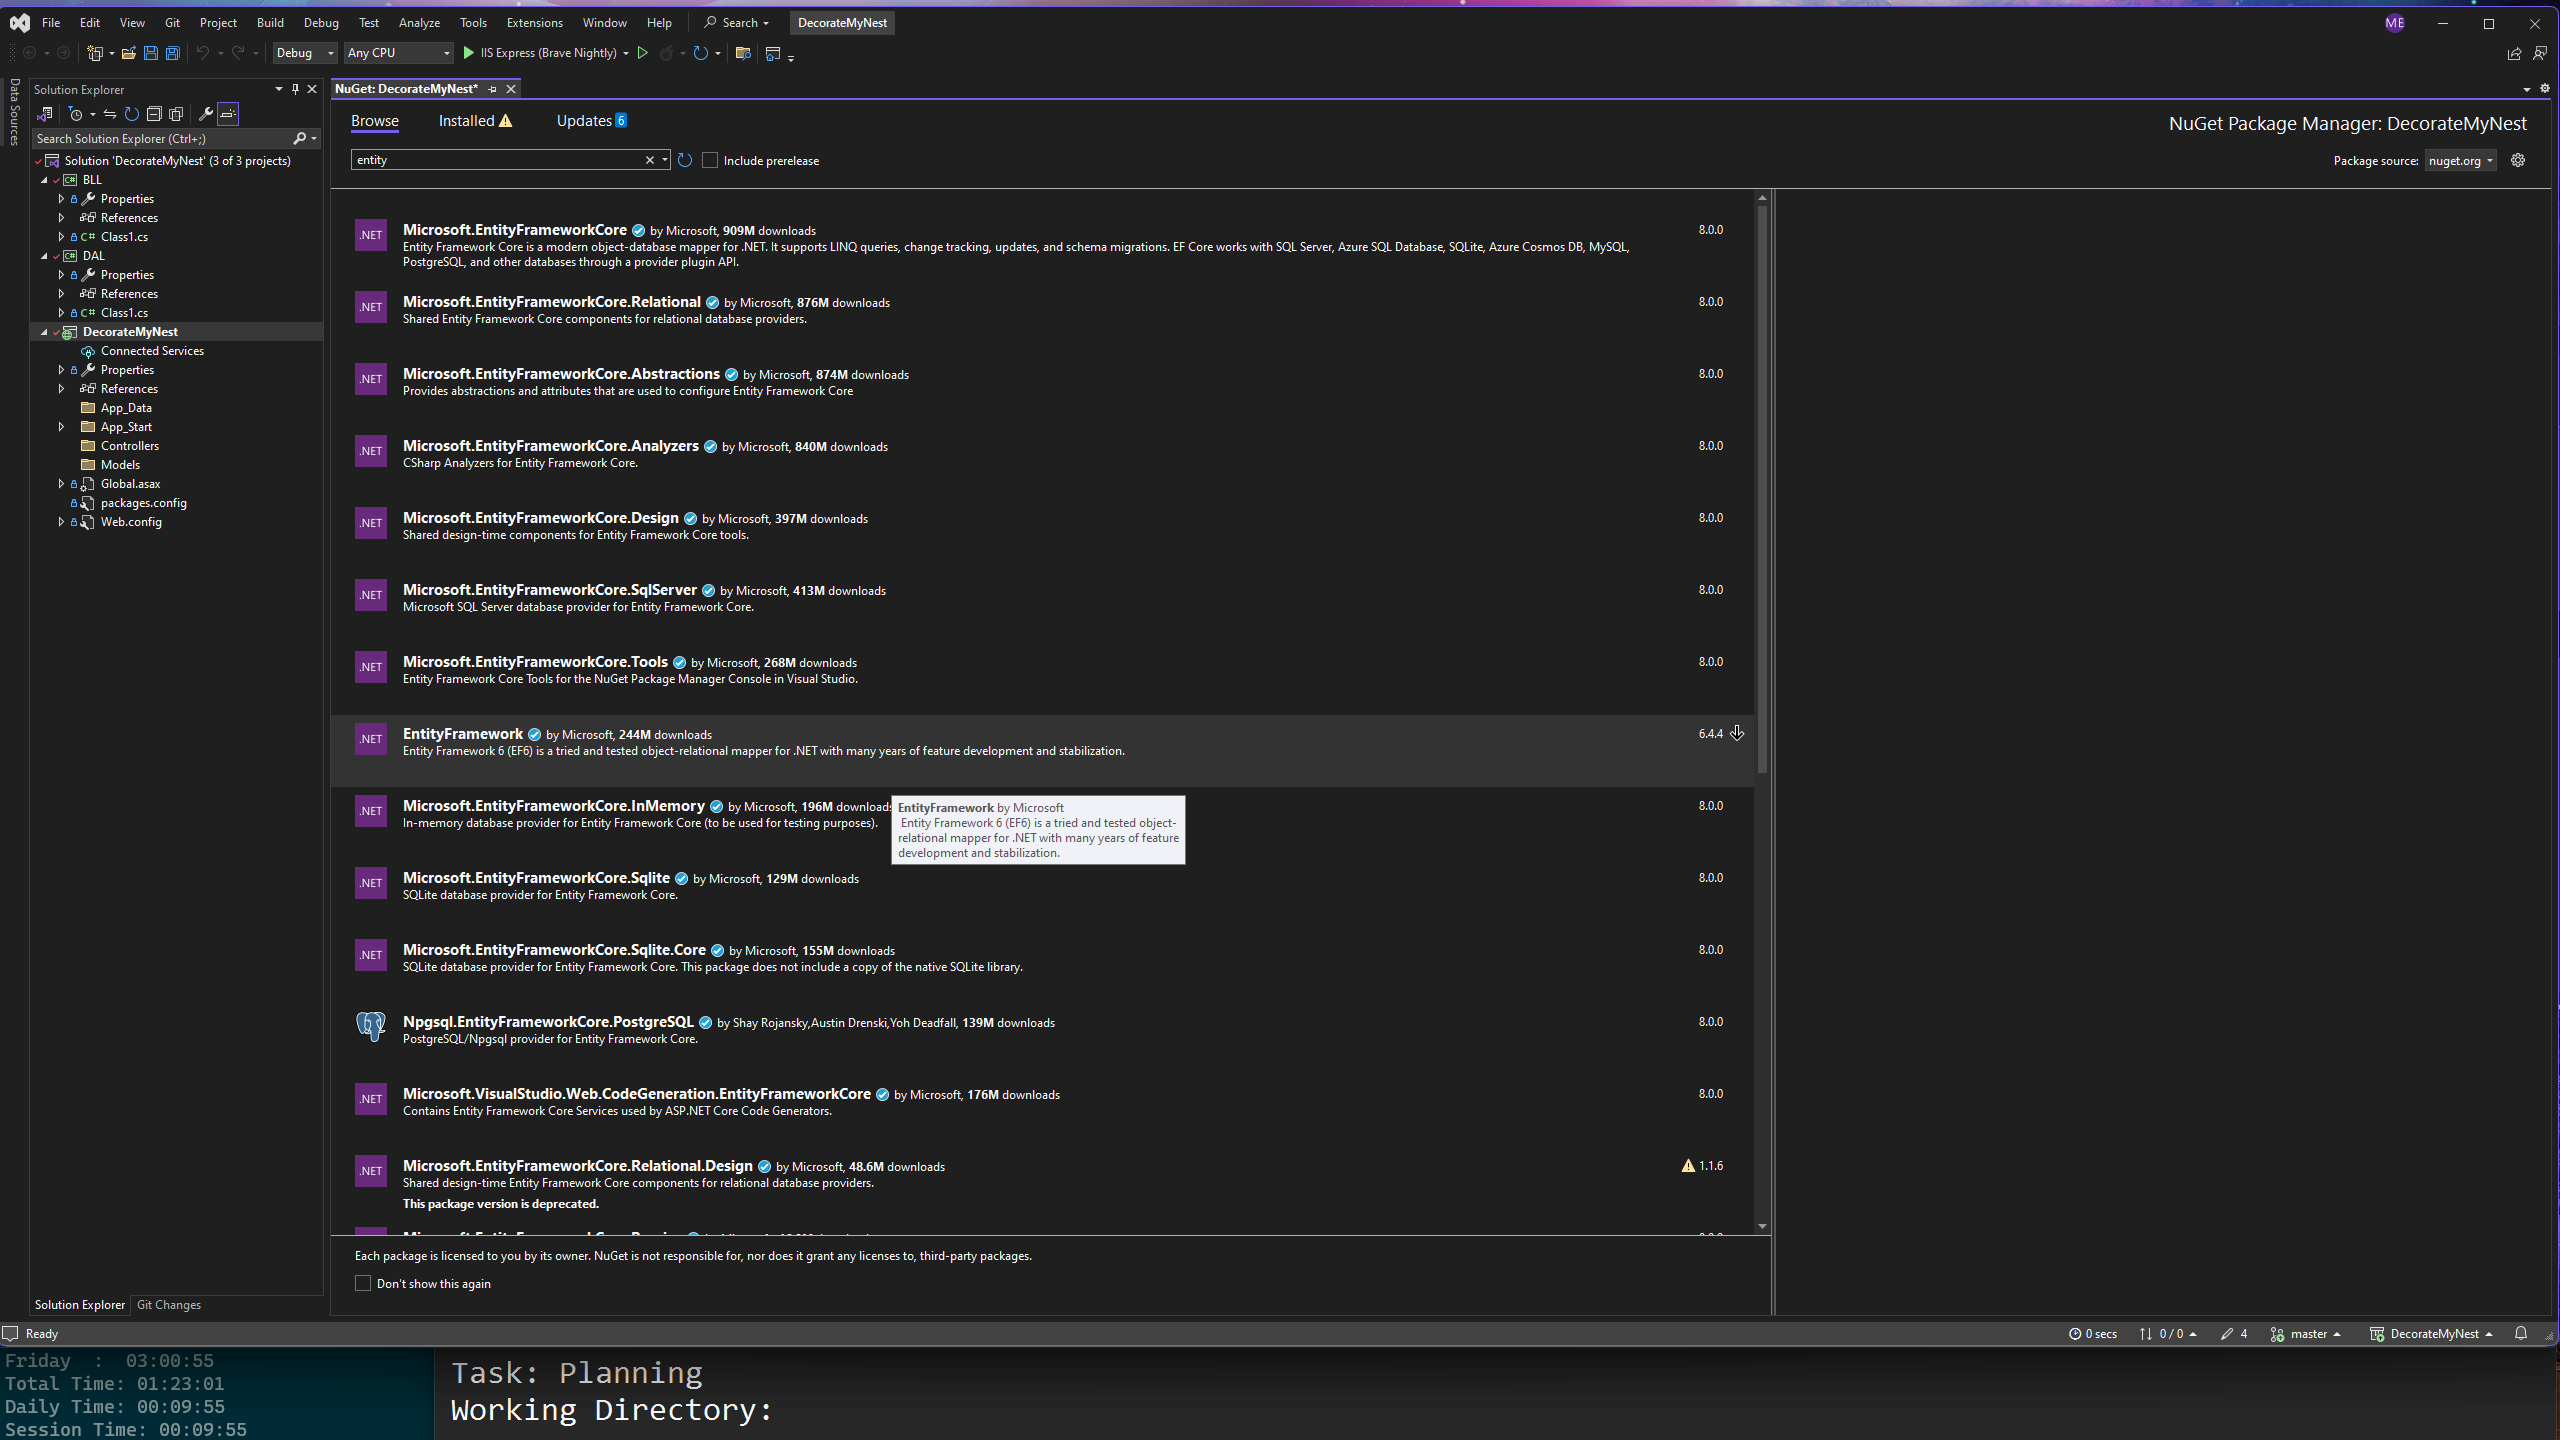 File Edit View Git Project Build Debug Test Analyze Tools Extensions Window Help Search DecorateMyNest ME
Debug Any CPU IIS Express (Brave Nightly)
Data Sources
Solution Explorer
Search Solution Explorer (Ctrl+;)
Solution 'DecorateMyNest' (3 of 3 projects)
C# BLL
Properties
References
C# Class1.cs
C# DAL
Properties
References
C# Class1.cs
DecorateMyNest
Connected Services
Properties
References
App_Data
App_Start
Controllers
Models
Global.asax
packages.config
Web.config
Solution Explorer Git Changes
NuGet: DecorateMyNest*
Browse Installed Updates 6
NuGet Package Manager: DecorateMyNest
entity Include prerelease
Package source: nuget.org
.NET Microsoft.EntityFrameworkCore by Microsoft, 909M downloads 8.0.0
Entity Framework Core is a modern object-database mapper for .NET. It supports LINQ queries, change tracking, updates, and schema migrations. EF Core works with SQL Server, Azure SQL Database, SQLite, Azure Cosmos DB, MySQL,
PostgreSQL, and other databases through a provider plugin API.
.NET Microsoft.EntityFrameworkCore.Relational by Microsoft, 876M downloads 8.0.0
Shared Entity Framework Core components for relational database providers.
.NET Microsoft.EntityFrameworkCore.Abstractions by Microsoft, 874M downloads 8.0.0
Provides abstractions and attributes that are used to configure Entity Framework Core
.NET Microsoft.EntityFrameworkCore.Analyzers by Microsoft, 840M downloads 8.0.0
CSharp Analyzers for Entity Framework Core.
.NET Microsoft.EntityFrameworkCore.Design by Microsoft, 397M downloads 8.0.0
Shared design-time components for Entity Framework Core tools.
.NET Microsoft.EntityFrameworkCore.SqlServer by Microsoft, 413M downloads 8.0.0
Microsoft SQL Server database provider for Entity Framework Core.
.NET Microsoft.EntityFrameworkCore.Tools by Microsoft, 268M downloads 8.0.0
Entity Framework Core Tools for the NuGet Package Manager Console in Visual Studio.
.NET EntityFramework by Microsoft, 244M downloads 6.4.4
Entity Framework 6 (EF6) is a tried and tested object-relational mapper for .NET with many years of feature development and stabilization.
.NET Microsoft.EntityFrameworkCore.InMemory by Microsoft, 196M downloads 8.0.0
In-memory database provider for Entity Framework Core (to be used for testing purposes).
EntityFramework by Microsoft
Entity Framework 6 (EF6) is a tried and tested object-
relational mapper for .NET with many years of feature
development and stabilization.
.NET Microsoft.EntityFrameworkCore.Sqlite by Microsoft, 129M downloads 8.0.0
SQLite database provider for Entity Framework Core.
.NET Microsoft.EntityFrameworkCore.Sqlite.Core by Microsoft, 155M downloads 8.0.0
SQLite database provider for Entity Framework Core. This package does not include a copy of the native SQLite library.
Npgsql.EntityFrameworkCore.PostgreSQL by Shay Rojansky,Austin Drenski,Yoh Deadfall, 139M downloads 8.0.0
PostgreSQL/Npgsql provider for Entity Framework Core.
.NET Microsoft.VisualStudio.Web.CodeGeneration.EntityFrameworkCore by Microsoft, 176M downloads 8.0.0
Contains Entity Framework Core Services used by ASP.NET Core Code Generators.
.NET Microsoft.EntityFrameworkCore.Relational.Design by Microsoft, 48.6M downloads 1.1.6
Shared design-time Entity Framework Core components for relational database providers.
This package version is deprecated.
Each package is licensed to you by its owner. NuGet is not responsible for, nor does it grant any licenses to, third-party packages.
Don't show this again
Ready 0 secs 0 / 0 4 master DecorateMyNest
Friday : 03:00:55
Total Time: 01:23:01
Daily Time: 00:09:55
Session Time: 00:09:55
Task: Planning
Working Directory: